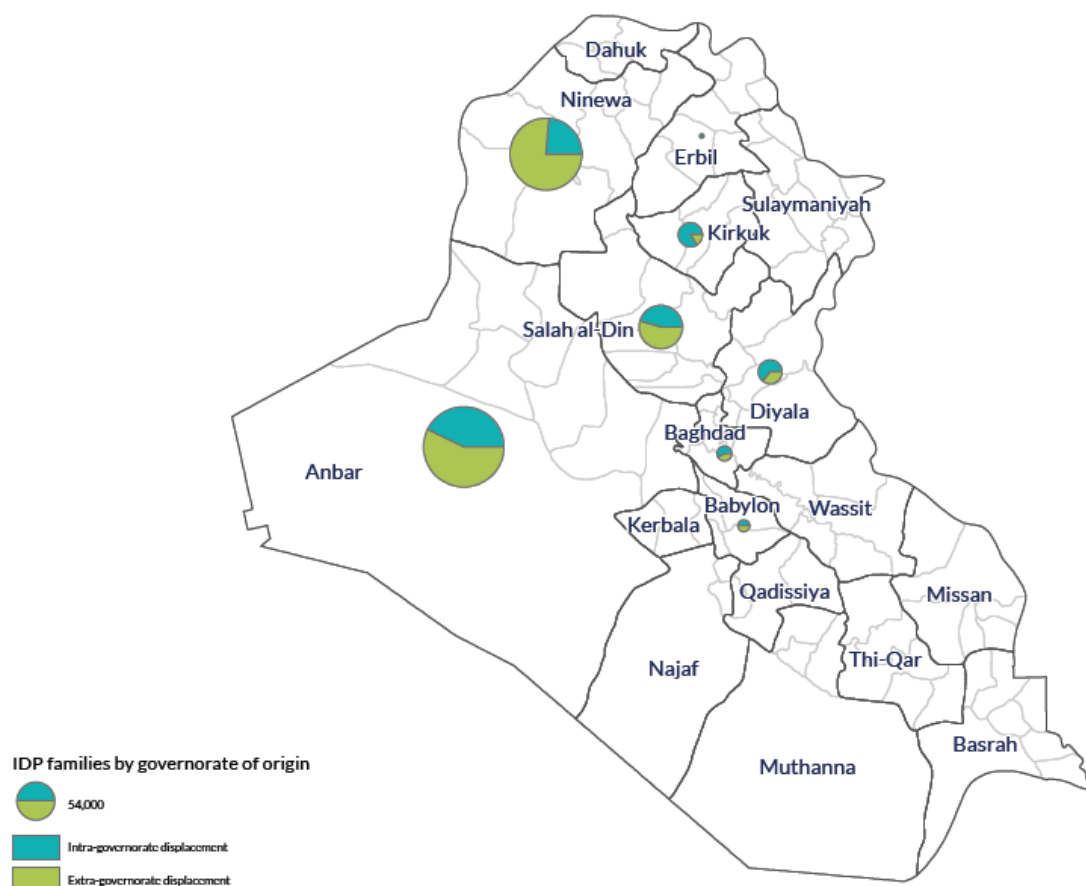 Dahuk
Ninewa
Erbil
Sulaymaniyah
Kirkuk
Salah al-Din
Diyala
Baghdad
Anbar
Babylon
Wassit
Kerbala
Qadissiya
Missan
Thi-Qar
Najaf
Basrah
Muthanna
IDP families by governorate of origin
54,000
Intra-governorate displacement
Extra-governorate displacement